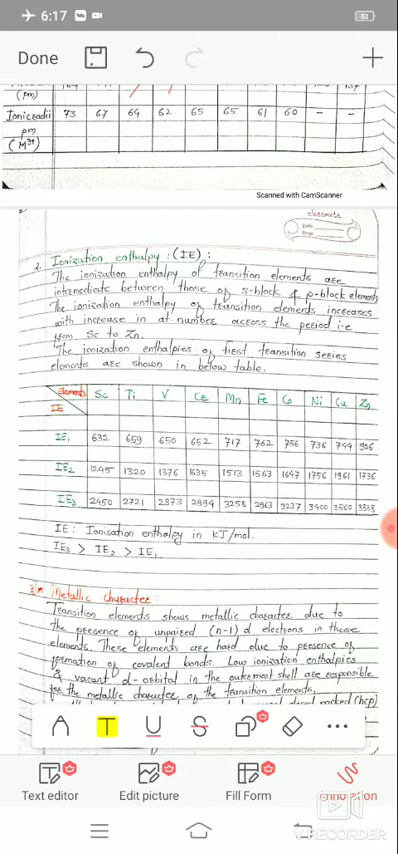 6:17
82
Done
(pm)
Ionic radii 73 67 64 62 65 65 61 60 - -
pm
(M3+)
Scanned with CamScanner
classmate
Date
Page
2. Ionization enthalpy : (IE) :
The ionization enthalpy of transition elements are
intermediate between those of s-block & p-block elements
The ionization enthalpy of transition elements increases
with increase in at. number across the period i.e
from Sc to Zn.
The ionization enthalpies of first transition series
elements are shown in below table.
Elements Sc Ti V Cr Mn Fe Co Ni Cu Zn
IE
IE1 632 659 650 652 717 762 756 736 744 906
IE2 1245 1320 1376 1635 1513 1563 1647 1756 1961 1736
IE3 2450 2721 2873 2994 3258 2963 3237 3400 3560 3838
IE : Ionisation enthalpy in KJ/mol.
IE3 > IE2 > IE1
3) * Metallic character :
Transition elements shows metallic character due to
the presence of unpaired (n-1) d electrons in these
elements. These elements are hard due to presence of
formation of covalent bonds. Low ionization enthalpies
& vacant d-orbital in the outermost shell are responsible
for the metallic character of the transition elements.
packed (hcp)
T U S
Text editor Edit picture Fill Form Annotation
V RECORDER